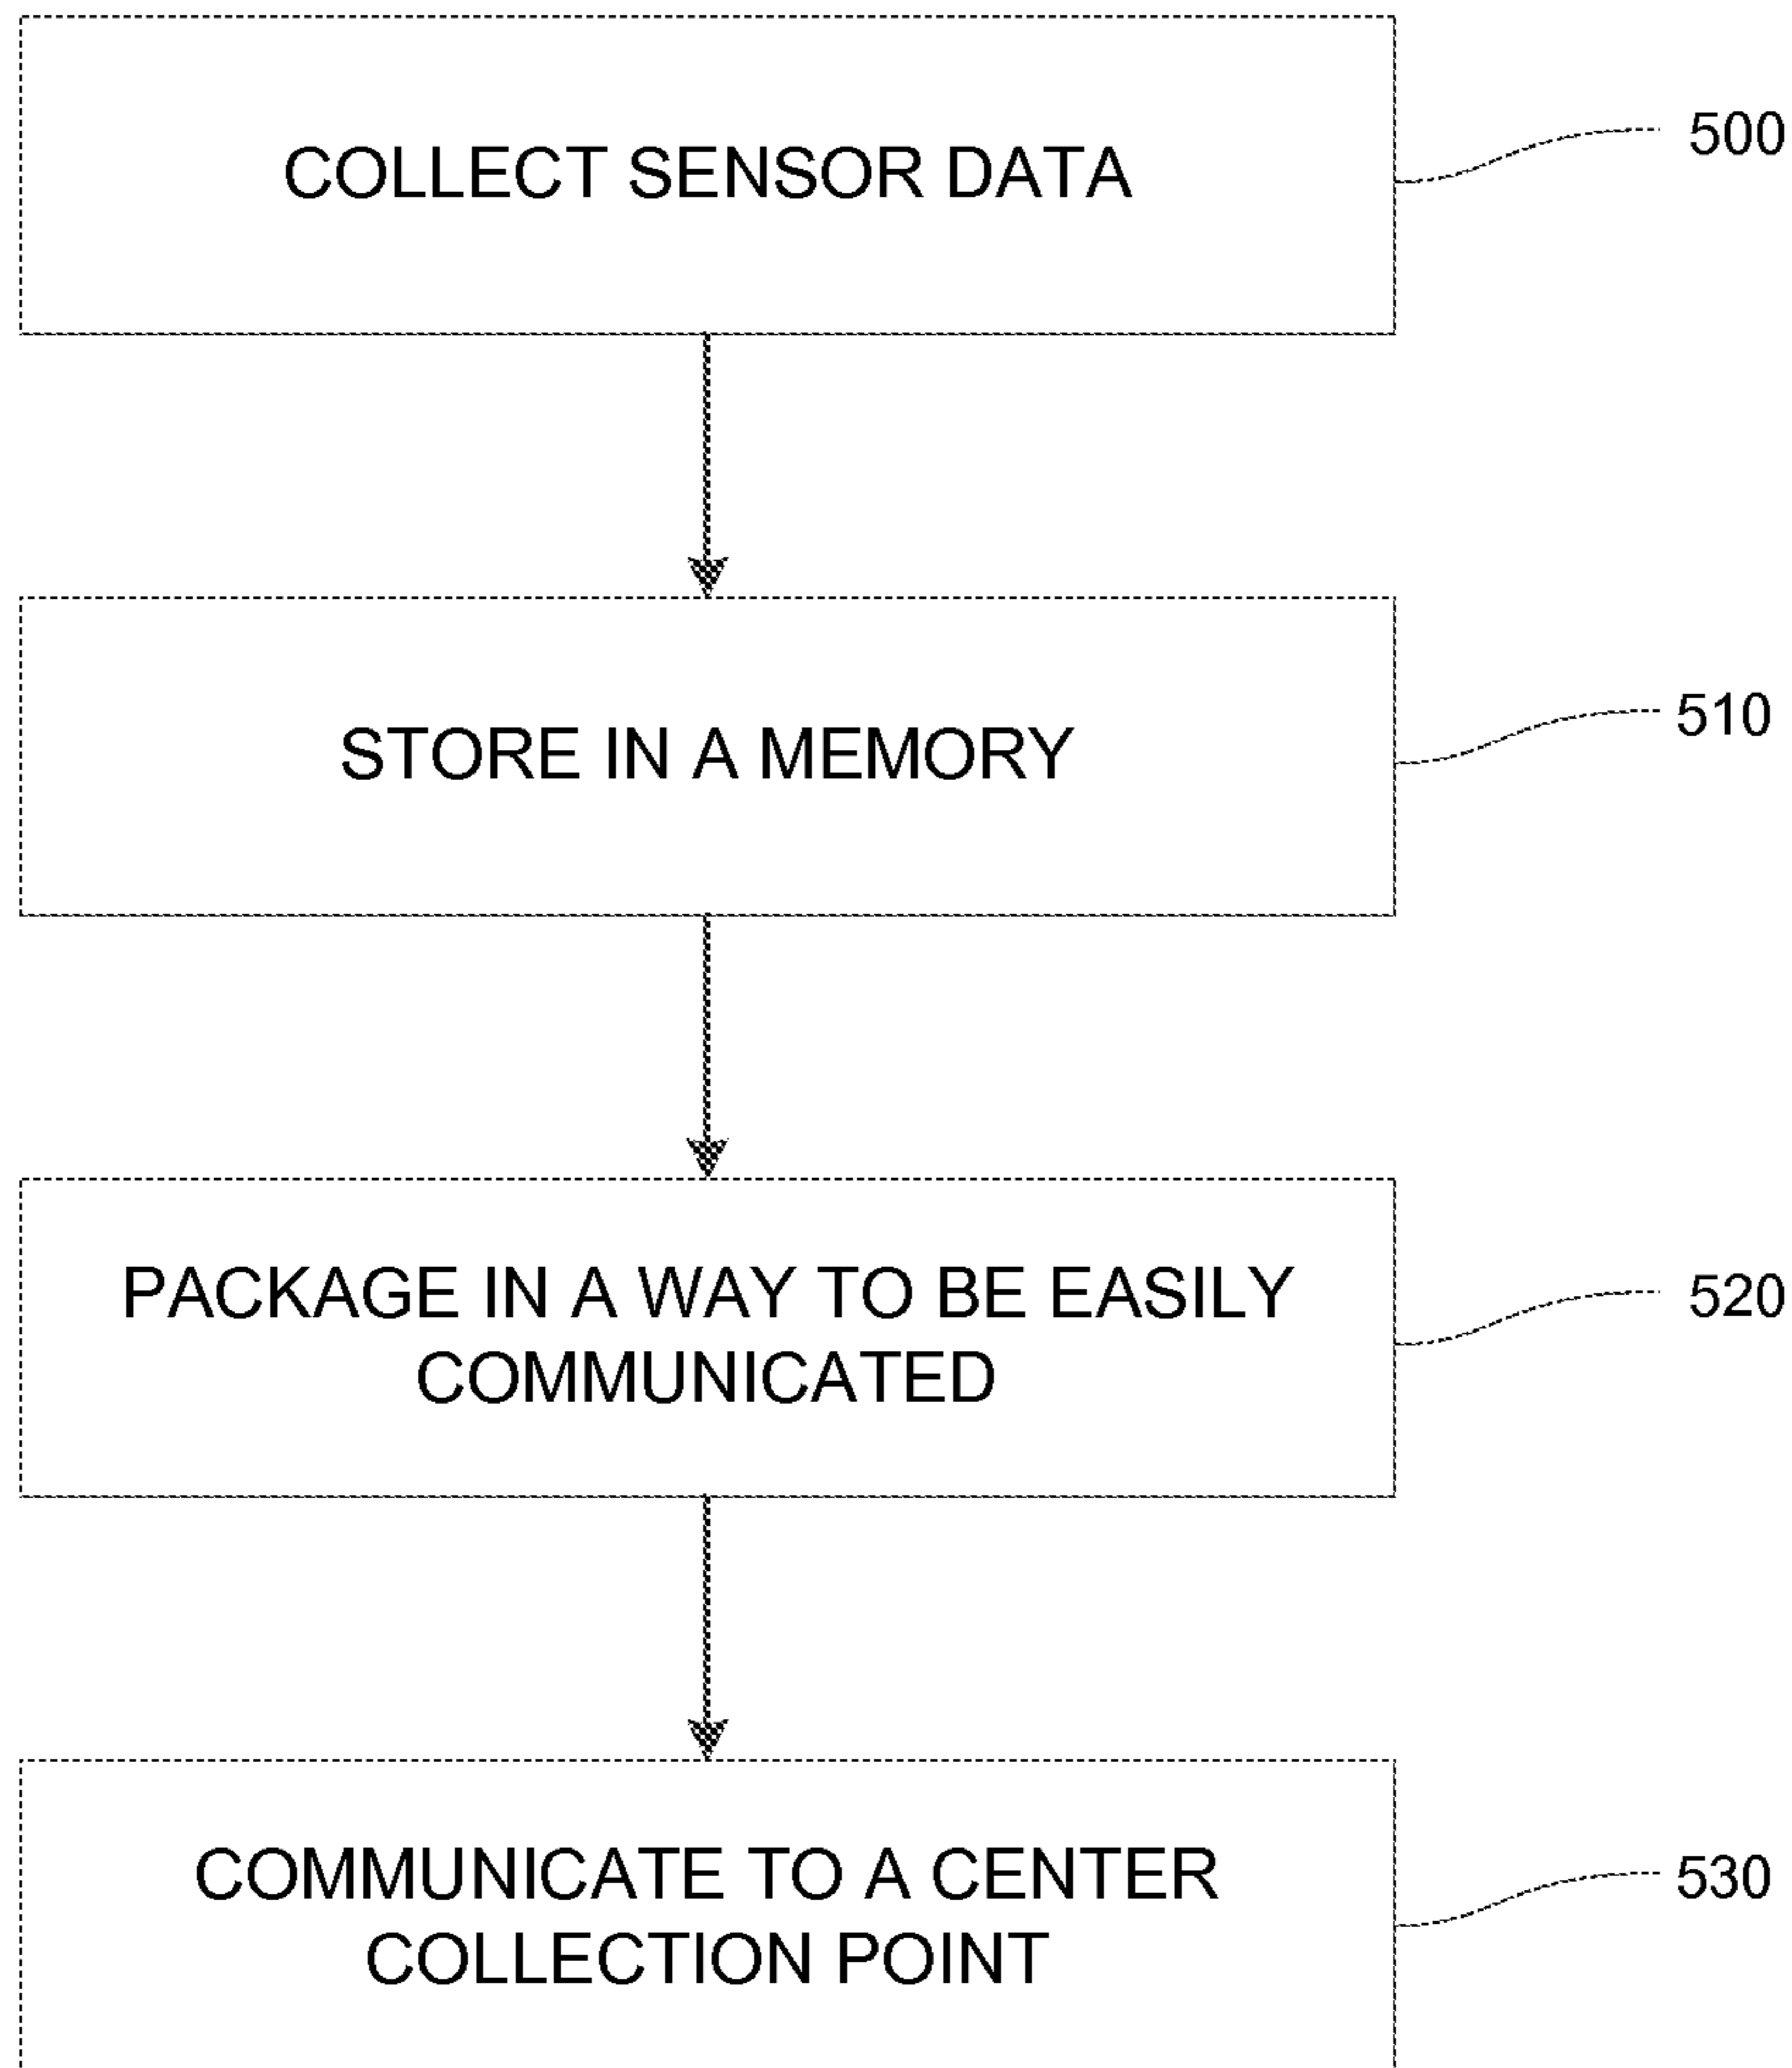 COLLECT SENSOR DATA
500
STORE IN A MEMORY
510
PACKAGE IN A WAY TO BE EASILY
COMMUNICATED
520
COMMUNICATE TO A CENTER
COLLECTION POINT
530